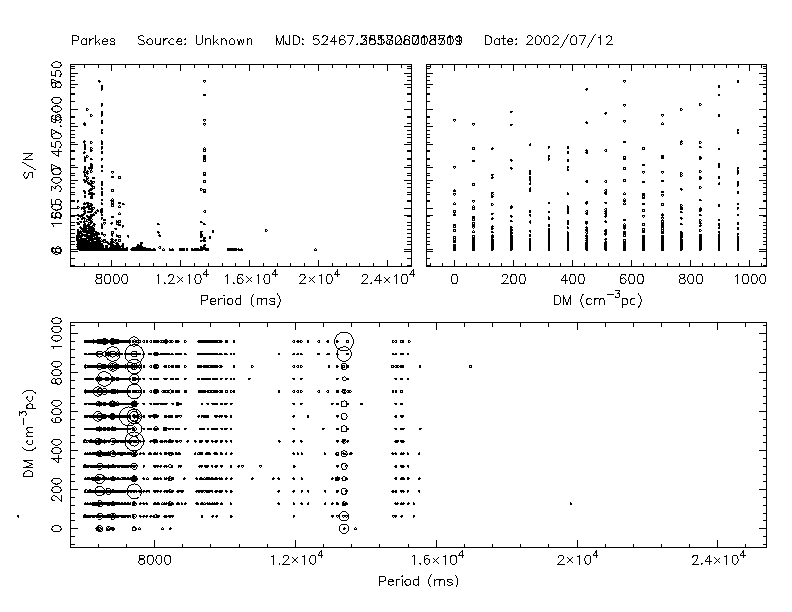 Parkes Source: Unknown MJD: Date: 2002/07/12
S/N
8000 1.2×10⁴ 1.6×10⁴ 2×10⁴ 2.4×10⁴
Period (ms)
0 200 400 600 800 1000
DM (cm⁻³pc)
1000
800
600
400
200
0
DM (cm⁻³pc)
8000 1.2×10⁴ 1.6×10⁴ 2×10⁴ 2.4×10⁴
Period (ms)